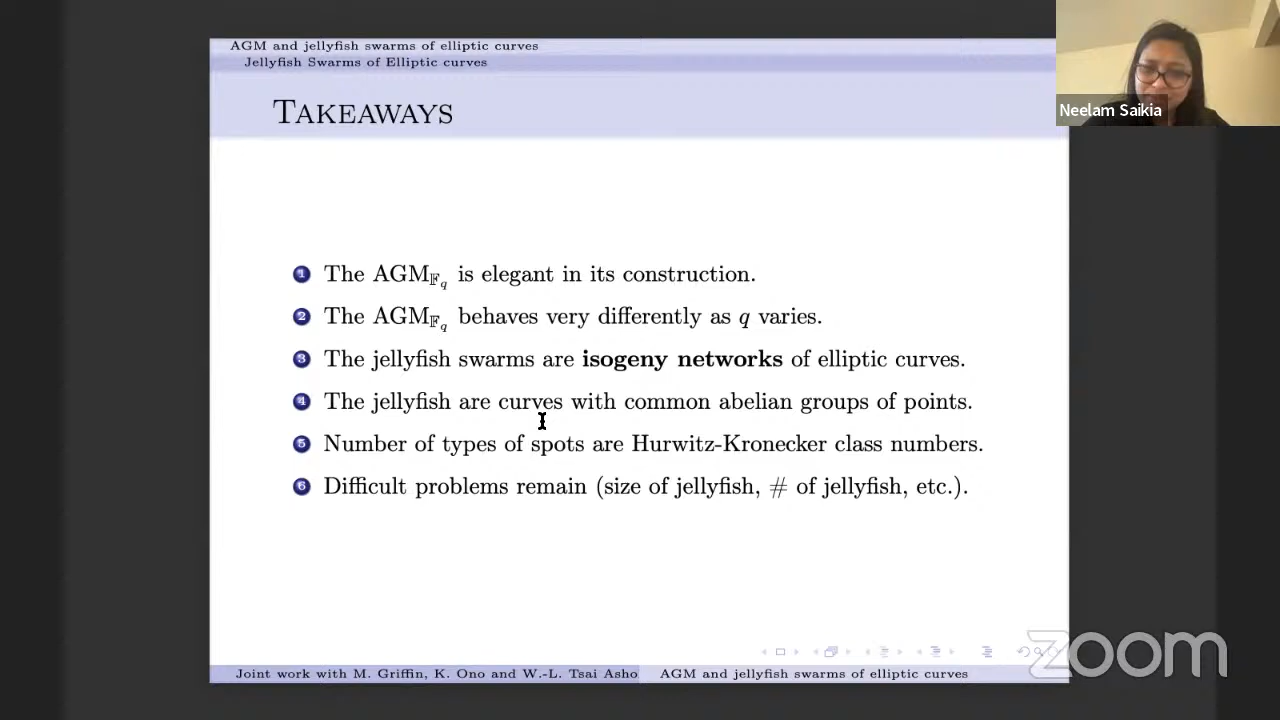 AGM and jellyfish swarms of elliptic curves
Jellyfish Swarms of Elliptic curves
TAKEAWAYS
Neelam Saikia
1 The AGM_{𝔽_q} is elegant in its construction.
2 The AGM_{𝔽_q} behaves very differently as q varies.
3 The jellyfish swarms are isogeny networks of elliptic curves.
4 The jellyfish are curves with common abelian groups of points.
5 Number of types of spots are Hurwitz-Kronecker class numbers.
6 Difficult problems remain (size of jellyfish, # of jellyfish, etc.).
Joint work with M. Griffin, K. Ono and W.-L. Tsai Asho
AGM and jellyfish swarms of elliptic curves
zoom